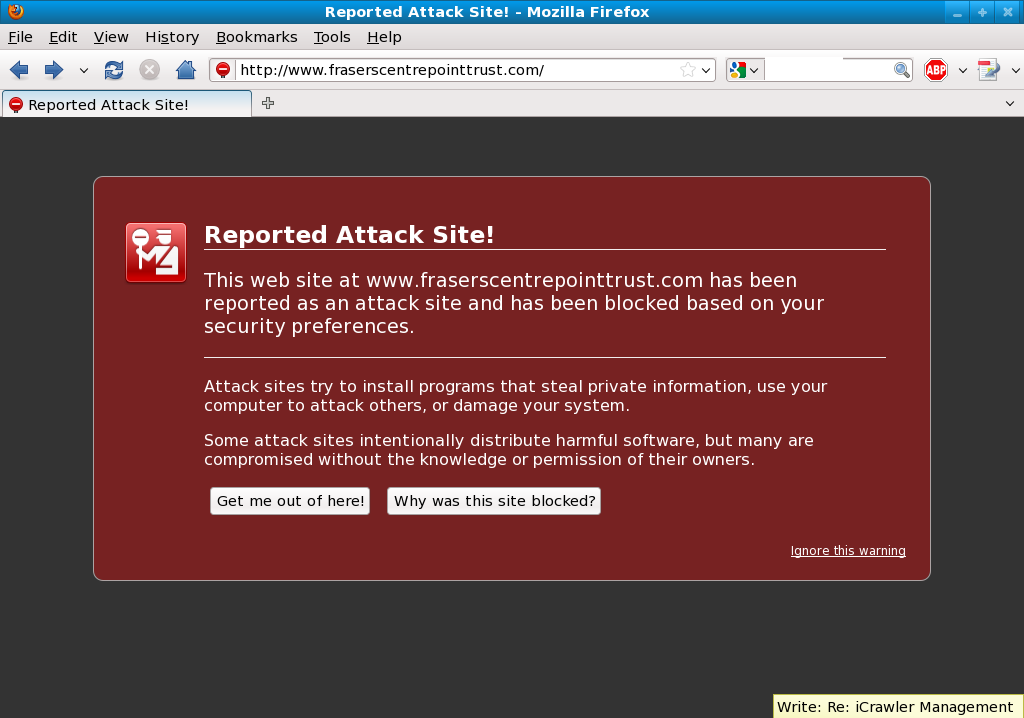 Reported Attack Site! - Mozilla Firefox
File Edit View History Bookmarks Tools Help
http://www.fraserscentrepointtrust.com/
ABP
Reported Attack Site!
Reported Attack Site!
This web site at www.fraserscentrepointtrust.com has been
reported as an attack site and has been blocked based on your
security preferences.
Attack sites try to install programs that steal private information, use your
computer to attack others, or damage your system.
Some attack sites intentionally distribute harmful software, but many are
compromised without the knowledge or permission of their owners.
Get me out of here! Why was this site blocked?
Ignore this warning
Write: Re: iCrawler Management